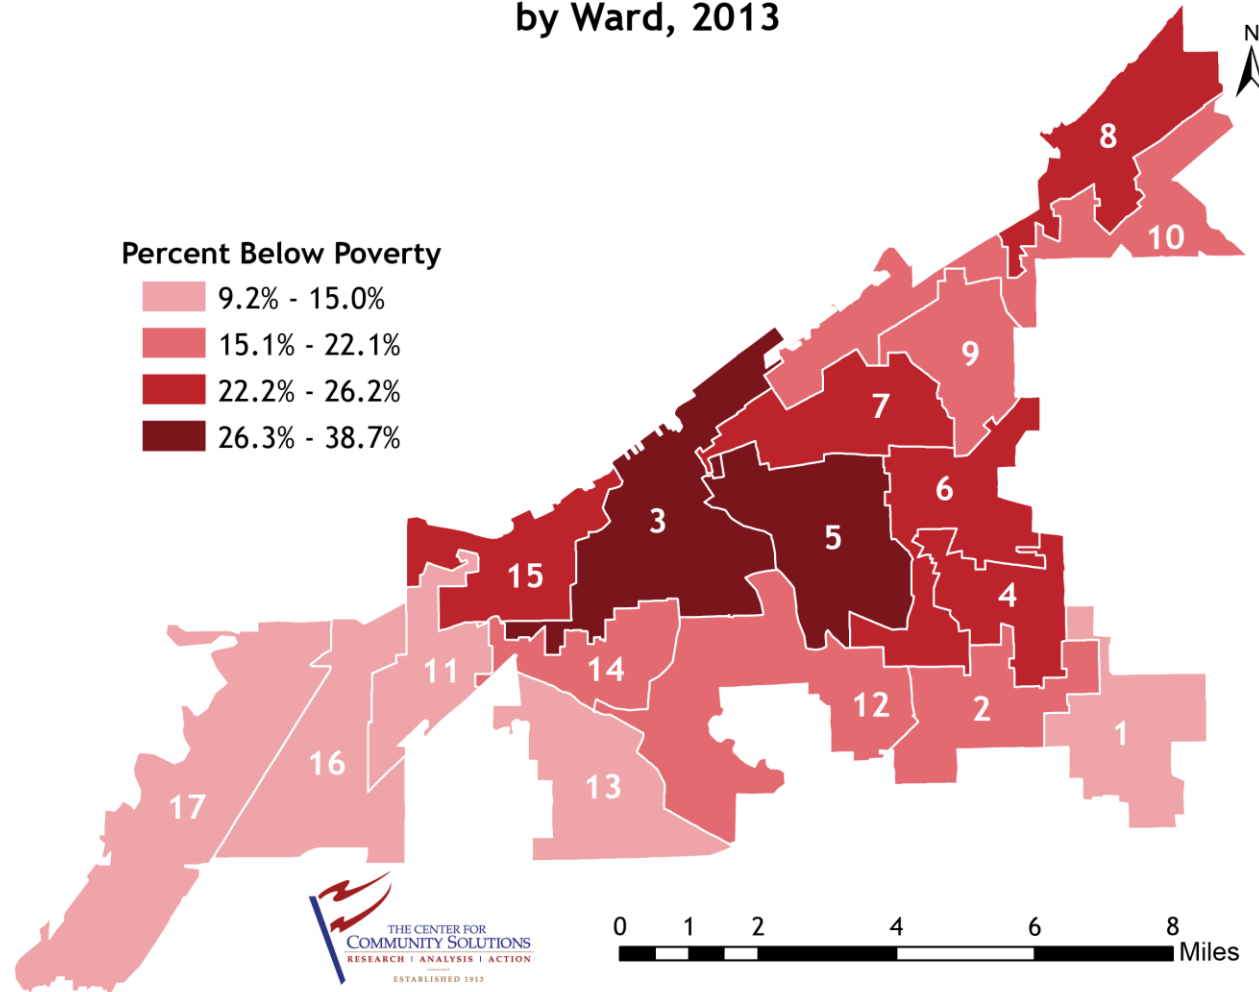 by Ward, 2013
N
Percent Below Poverty
9.2% - 15.0%
15.1% - 22.1%
22.2% - 26.2%
26.3% - 38.7%
8
10
9
7
6
3
5
15
4
11
14
12
2
1
16
13
17
THE CENTER FOR
COMMUNITY SOLUTIONS
RESEARCH | ANALYSIS | ACTION
ESTABLISHED 1913
0 1 2 4 6 8
Miles